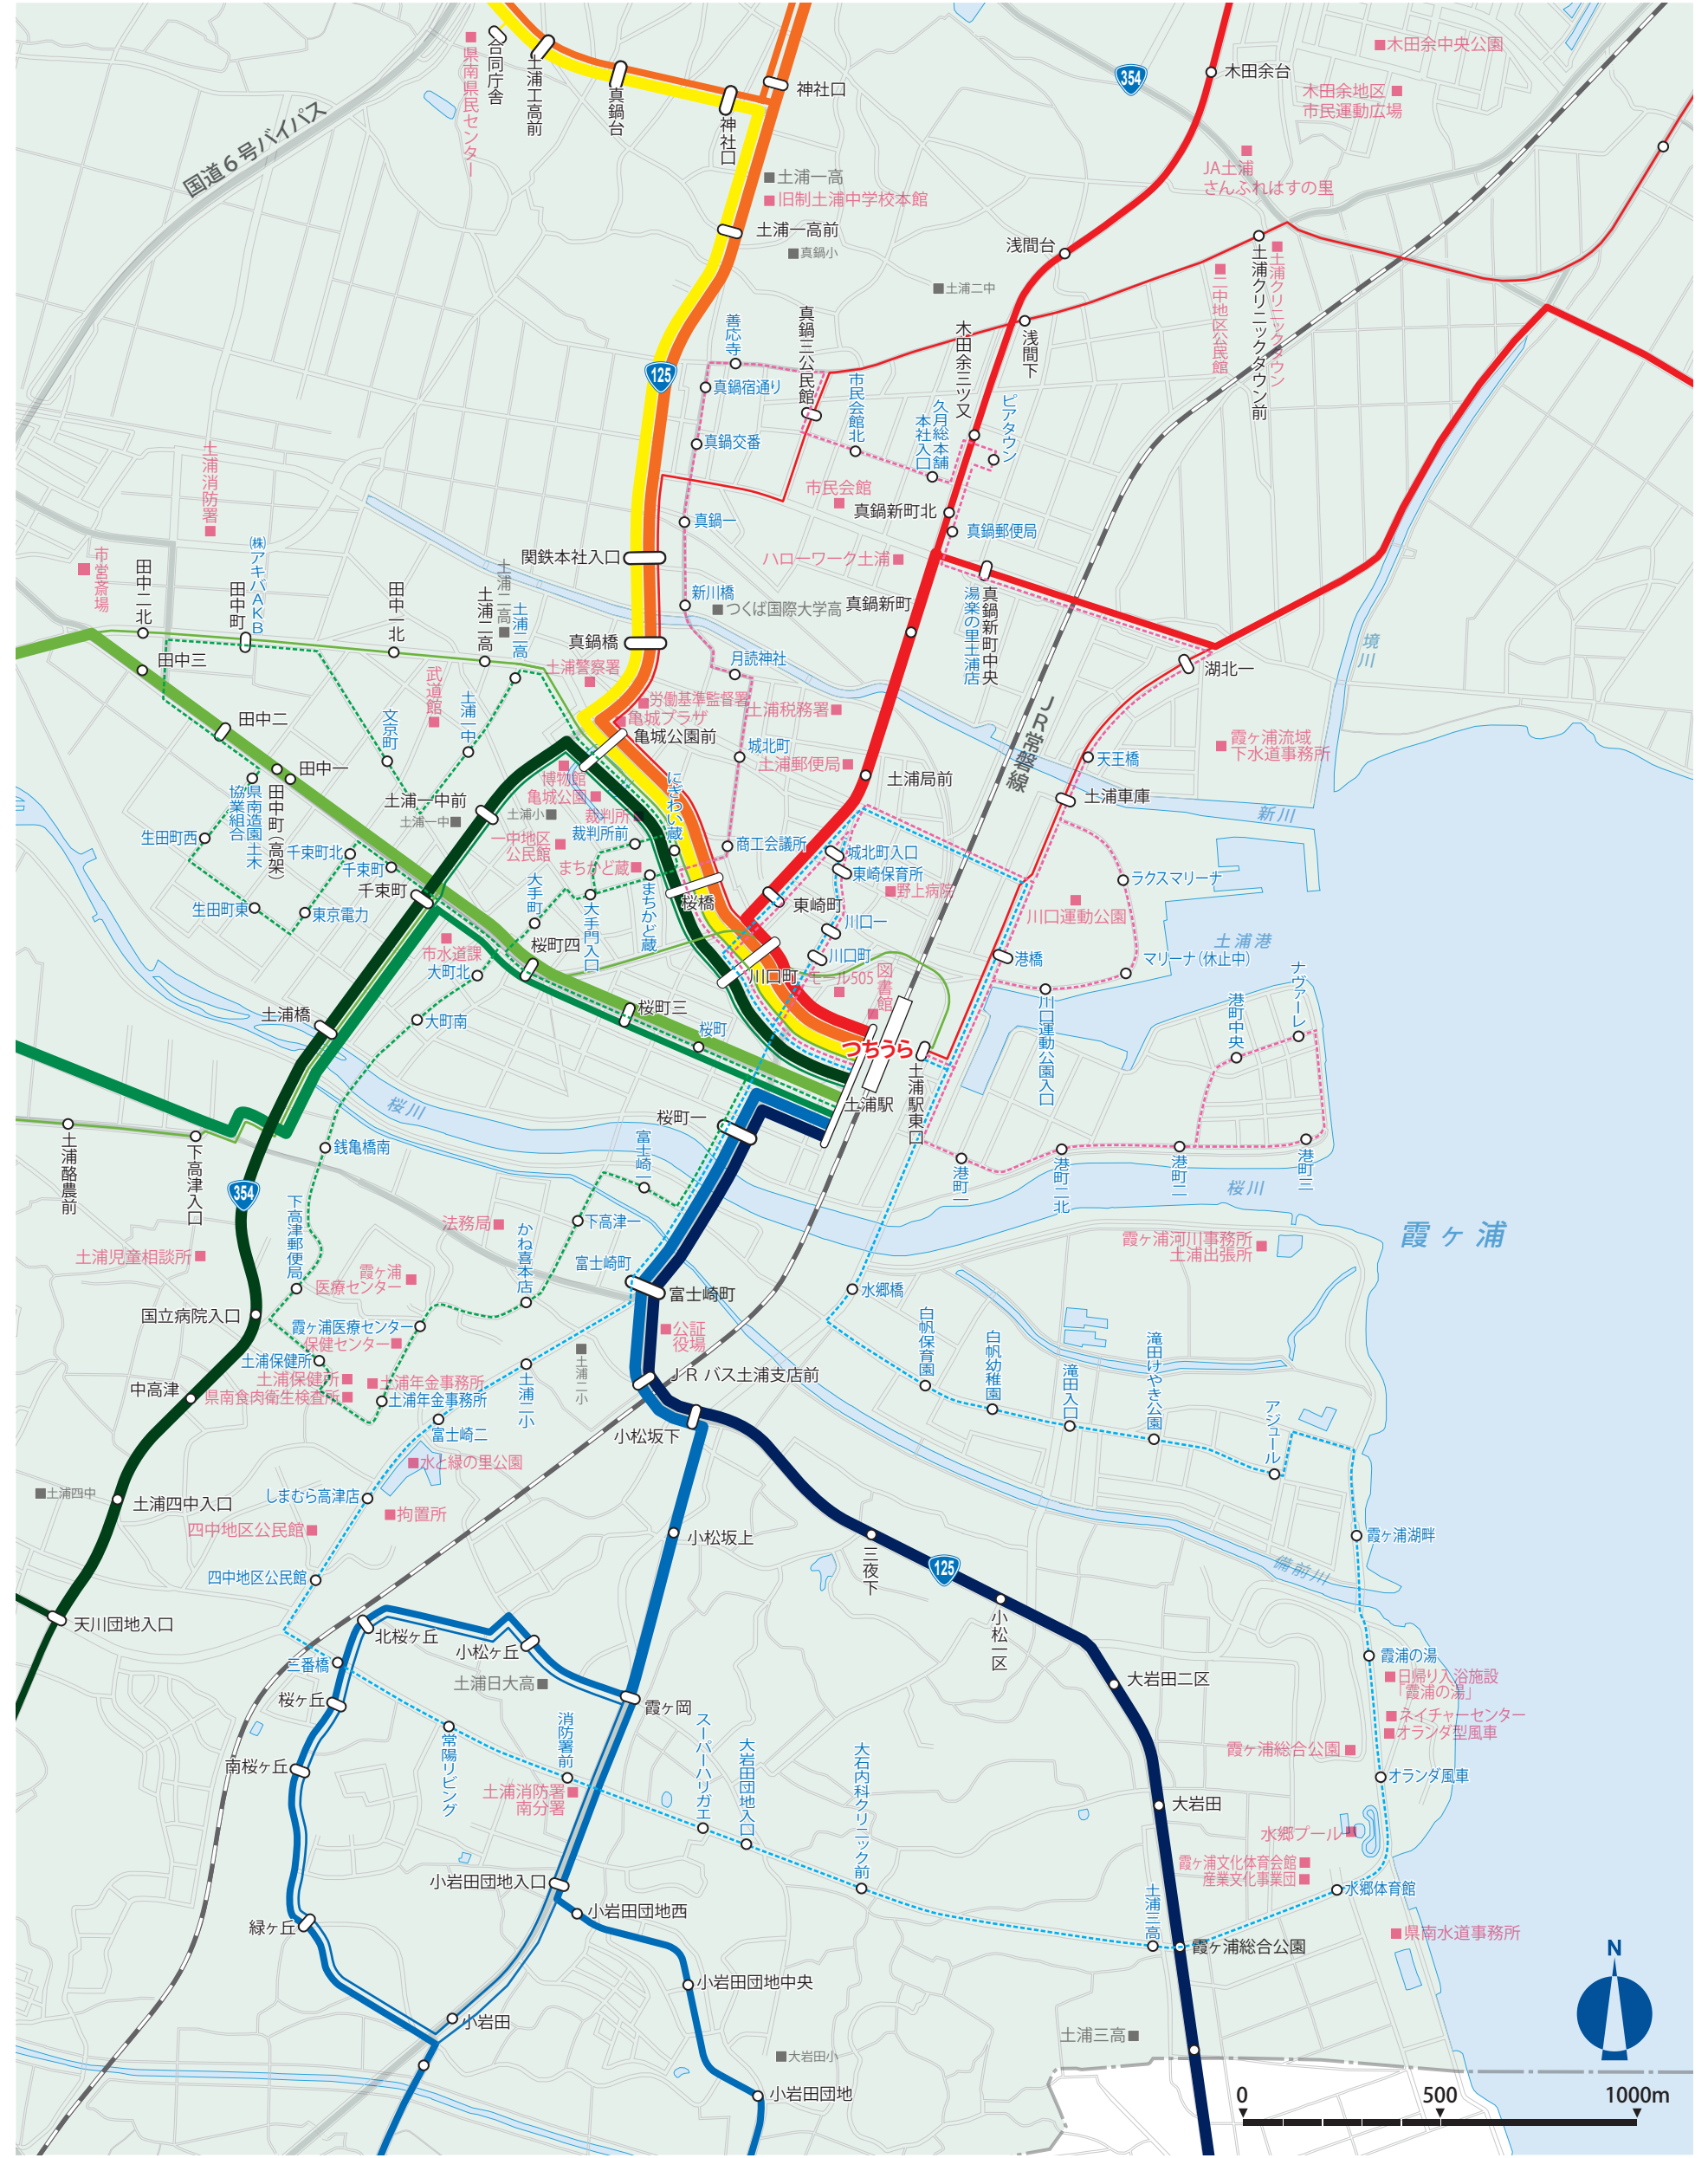 合同庁舎
県南県民センター
土浦工高前
真鍋台
神社口
神社口
354
木田余台
木田余中央公園
木田余地区
市民運動広場
国道6号バイパス
JA土浦
さんふれはすの里
土浦一高
旧制土浦中学校本館
土浦一高前
真鍋小
浅間台
土浦二中
土浦クリニックタウン
土浦クリニックタウン前
二中地区公民館
善応寺
真鍋三公民館
木田余三ツ又
浅間下
125
真鍋宿通り
市民会館北
久月総本舗
本社入口
ピアタウン
真鍋交番
土浦消防署
市民会館
真鍋新町北
真鍋一
真鍋郵便局
㈱アキバAKB
市営斎場
田中二北
田中町
田中一北
土浦二高
土浦二高
土浦二高
関鉄本社入口
ハローワーク土浦
真鍋新町中央
湯楽の里土浦店
新川橋
つくば国際大学高
真鍋新町
真鍋橋
境川
田中三
武道館
土浦警察署
月読神社
湖北一
労働基準監督署
亀城プラザ
土浦税務署
田中二
文京町
土浦一中
亀城公園前
城北町
土浦郵便局
JR常磐線
霞ヶ浦流域
下水道事務所
天王橋
田中一
博物館
亀城公園
にぎわい蔵
土浦局前
県南造園土木
協業組合
田中町(高架)
土浦一中前
土浦一中
土浦小
裁判所
裁判所前
土浦車庫
新川
生田町西
千束町北
千束町
千束町
一中地区
公民館
まちかど蔵
商工会議所
城北町入口
東崎保育所
野上病院
ラクスマリーナ
生田町東
東京電力
大手町
大手門入口
まちかど蔵
桜橋
東崎町
川口一
川口運動公園
市水道課
大町北
桜町四
川口町
川口町
モール505
図書館
港橋
土浦港
マリーナ(休止中)
川口運動公園入口
港町中央
ナヴァーレ
土浦橋
大町南
桜町三
桜町
つちうら
土浦駅
土浦駅東口
桜川
桜町一
土浦酪農前
下高津入口
銭亀橋南
富士崎一
港町一
港町二北
港町二
港町三
桜川
354
下高津郵便局
法務局
かね喜本店
下高津一
富士崎町
富士崎町
霞ヶ浦
土浦児童相談所
霞ヶ浦
医療センター
霞ヶ浦河川事務所
土浦出張所
国立病院入口
霞ヶ浦医療センター
保健センター
公証
役場
水郷橋
白帆保育園
白帆幼稚園
滝田入口
滝田けやき公園
アジュール
土浦保健所
土浦保健所
県南食肉衛生検査所
中高津
土浦年金事務所
土浦年金事務所
土浦二小
土浦二小
JRバス土浦支店前
富士崎二
小松坂下
水と緑の里公園
土浦四中
土浦四中入口
しまむら高津店
拘置所
四中地区公民館
小松坂上
三夜下
125
霞ヶ浦湖畔
備前川
四中地区公民館
天川団地入口
北桜ヶ丘
小松ヶ丘
小松一区
三番橋
土浦日大高
霞浦の湯
日帰り入浴施設
「霞浦の湯」
大岩田二区
桜ヶ丘
霞ヶ岡
ネイチャーセンター
オランダ型風車
常陽リビング
消防署前
スーパーハリガエ
大岩田団地入口
大石内科クリニック前
霞ヶ浦総合公園
南桜ヶ丘
オランダ風車
土浦消防署
南分署
大岩田
水郷プール
霞ヶ浦文化体育会館
産業文化事業団
小岩田団地入口
小岩田団地西
土浦三高
水郷体育館
緑ヶ丘
霞ヶ浦総合公園
県南水道事務所
N
小岩田団地中央
小岩田
土浦三高
大岩田小
小岩田団地
0
500
1000m